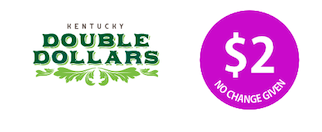 KENTUCKY
DOUBLE
DOLLARS
$2
NO CHANGE GIVEN